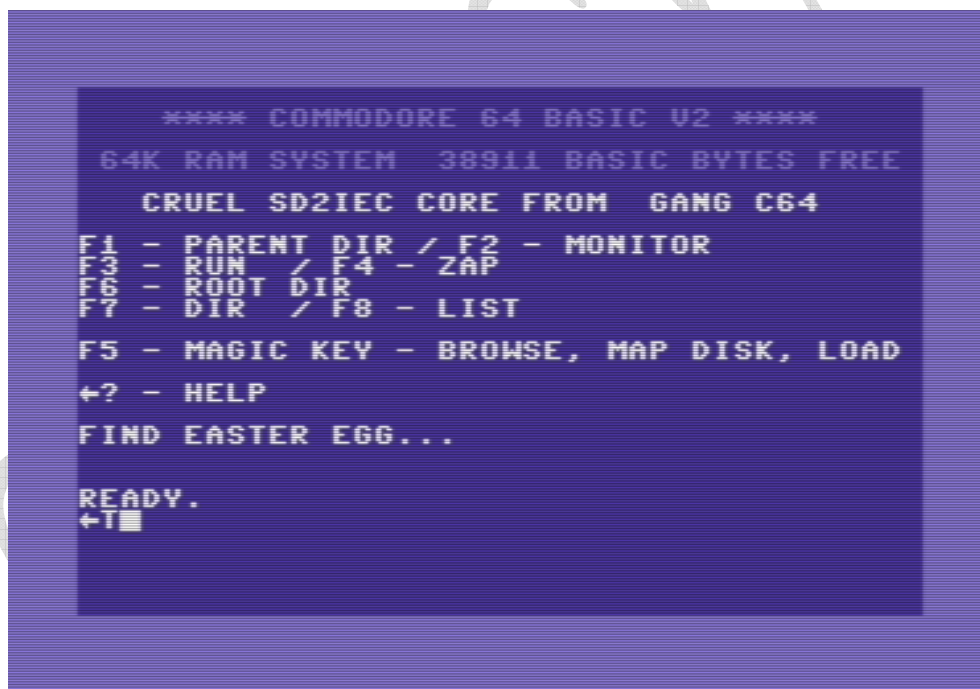 **** COMMODORE 64 BASIC V2 ****
64K RAM SYSTEM  38911 BASIC BYTES FREE
CRUEL SD2IEC CORE FROM  GANG C64
F1 - PARENT DIR / F2 - MONITOR
F3 - RUN  / F4 - ZAP
F6 - ROOT DIR
F7 - DIR  / F8 - LIST
F5 - MAGIC KEY - BROWSE, MAP DISK, LOAD
←? - HELP
FIND EASTER EGG...
READY.
←T